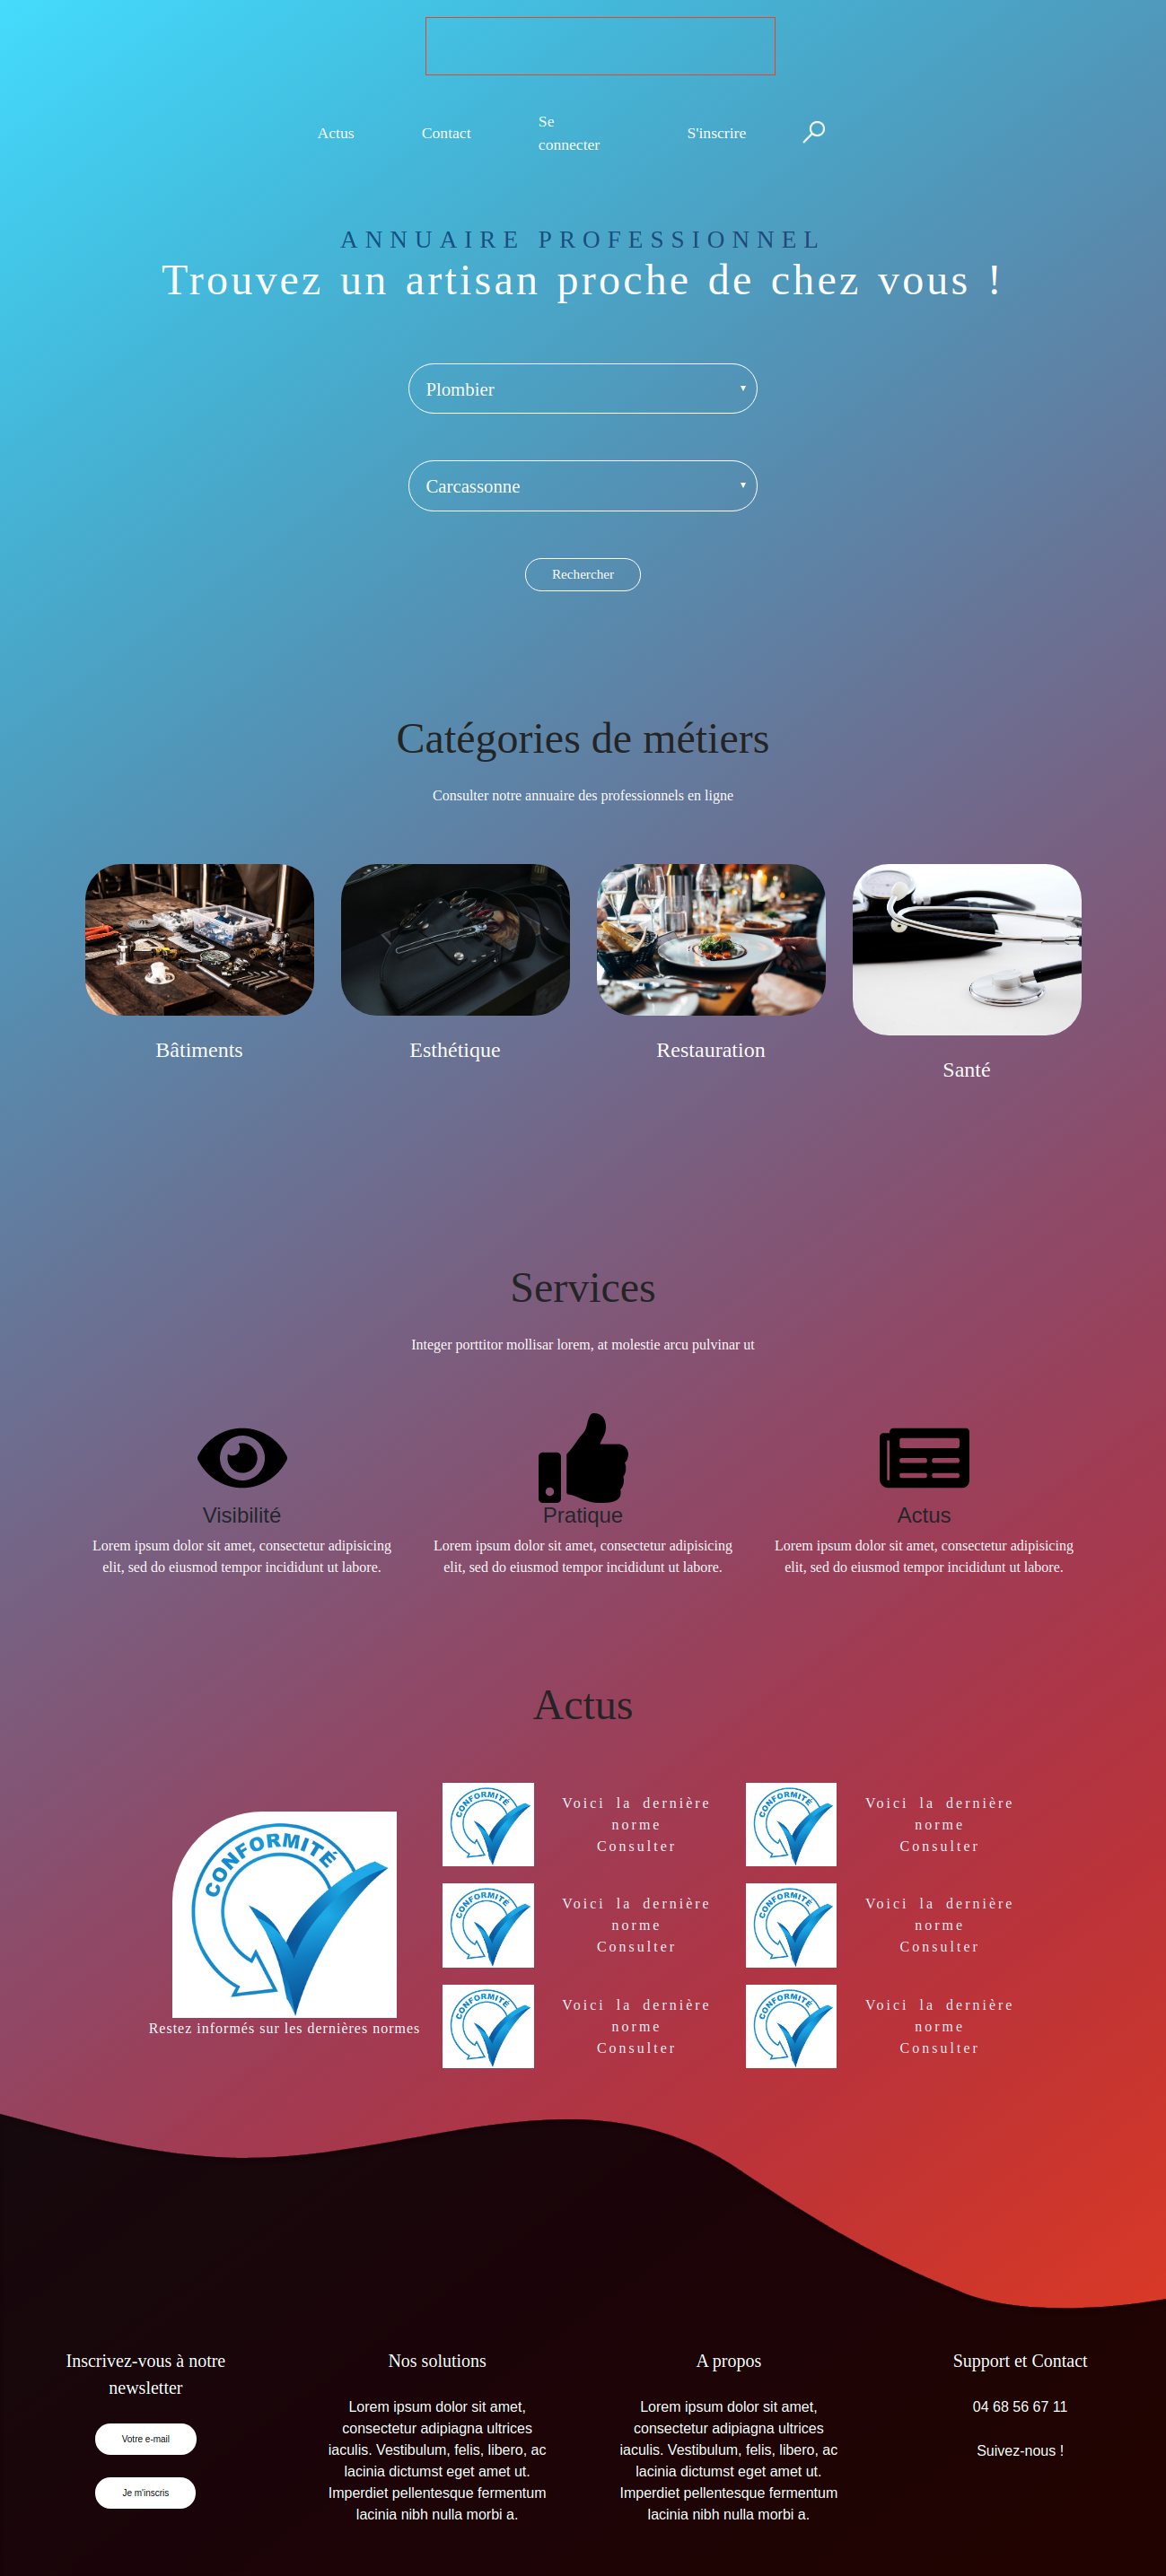 Actus
Contact
Se
connecter
S'inscrire
ANNUAIRE PROFESSIONNEL
Trouvez un artisan proche de chez vous !
Plombier
Carcassonne
Rechercher
Catégories de métiers
Consulter notre annuaire des professionnels en ligne
Bâtiments
Esthétique
Restauration
Santé
Services
Integer porttitor mollisar lorem, at molestie arcu pulvinar ut
Visibilité
Lorem ipsum dolor sit amet, consectetur adipisicing
elit, sed do eiusmod tempor incididunt ut labore.
Pratique
Lorem ipsum dolor sit amet, consectetur adipisicing
elit, sed do eiusmod tempor incididunt ut labore.
Actus
Lorem ipsum dolor sit amet, consectetur adipisicing
elit, sed do eiusmod tempor incididunt ut labore.
Actus
CONFORMITÉ
Restez informés sur les dernières normes
CONFORMITÉ
Voici la dernière
norme
Consulter
CONFORMITÉ
Voici la dernière
norme
Consulter
CONFORMITÉ
Voici la dernière
norme
Consulter
CONFORMITÉ
Voici la dernière
norme
Consulter
CONFORMITÉ
Voici la dernière
norme
Consulter
CONFORMITÉ
Voici la dernière
norme
Consulter
Inscrivez-vous à notre
newsletter
Votre e-mail
Je m'inscris
Nos solutions
Lorem ipsum dolor sit amet,
consectetur adipiagna ultrices
iaculis. Vestibulum, felis, libero, ac
lacinia dictumst eget amet ut.
Imperdiet pellentesque fermentum
lacinia nibh nulla morbi a.
A propos
Lorem ipsum dolor sit amet,
consectetur adipiagna ultrices
iaculis. Vestibulum, felis, libero, ac
lacinia dictumst eget amet ut.
Imperdiet pellentesque fermentum
lacinia nibh nulla morbi a.
Support et Contact
04 68 56 67 11
Suivez-nous !